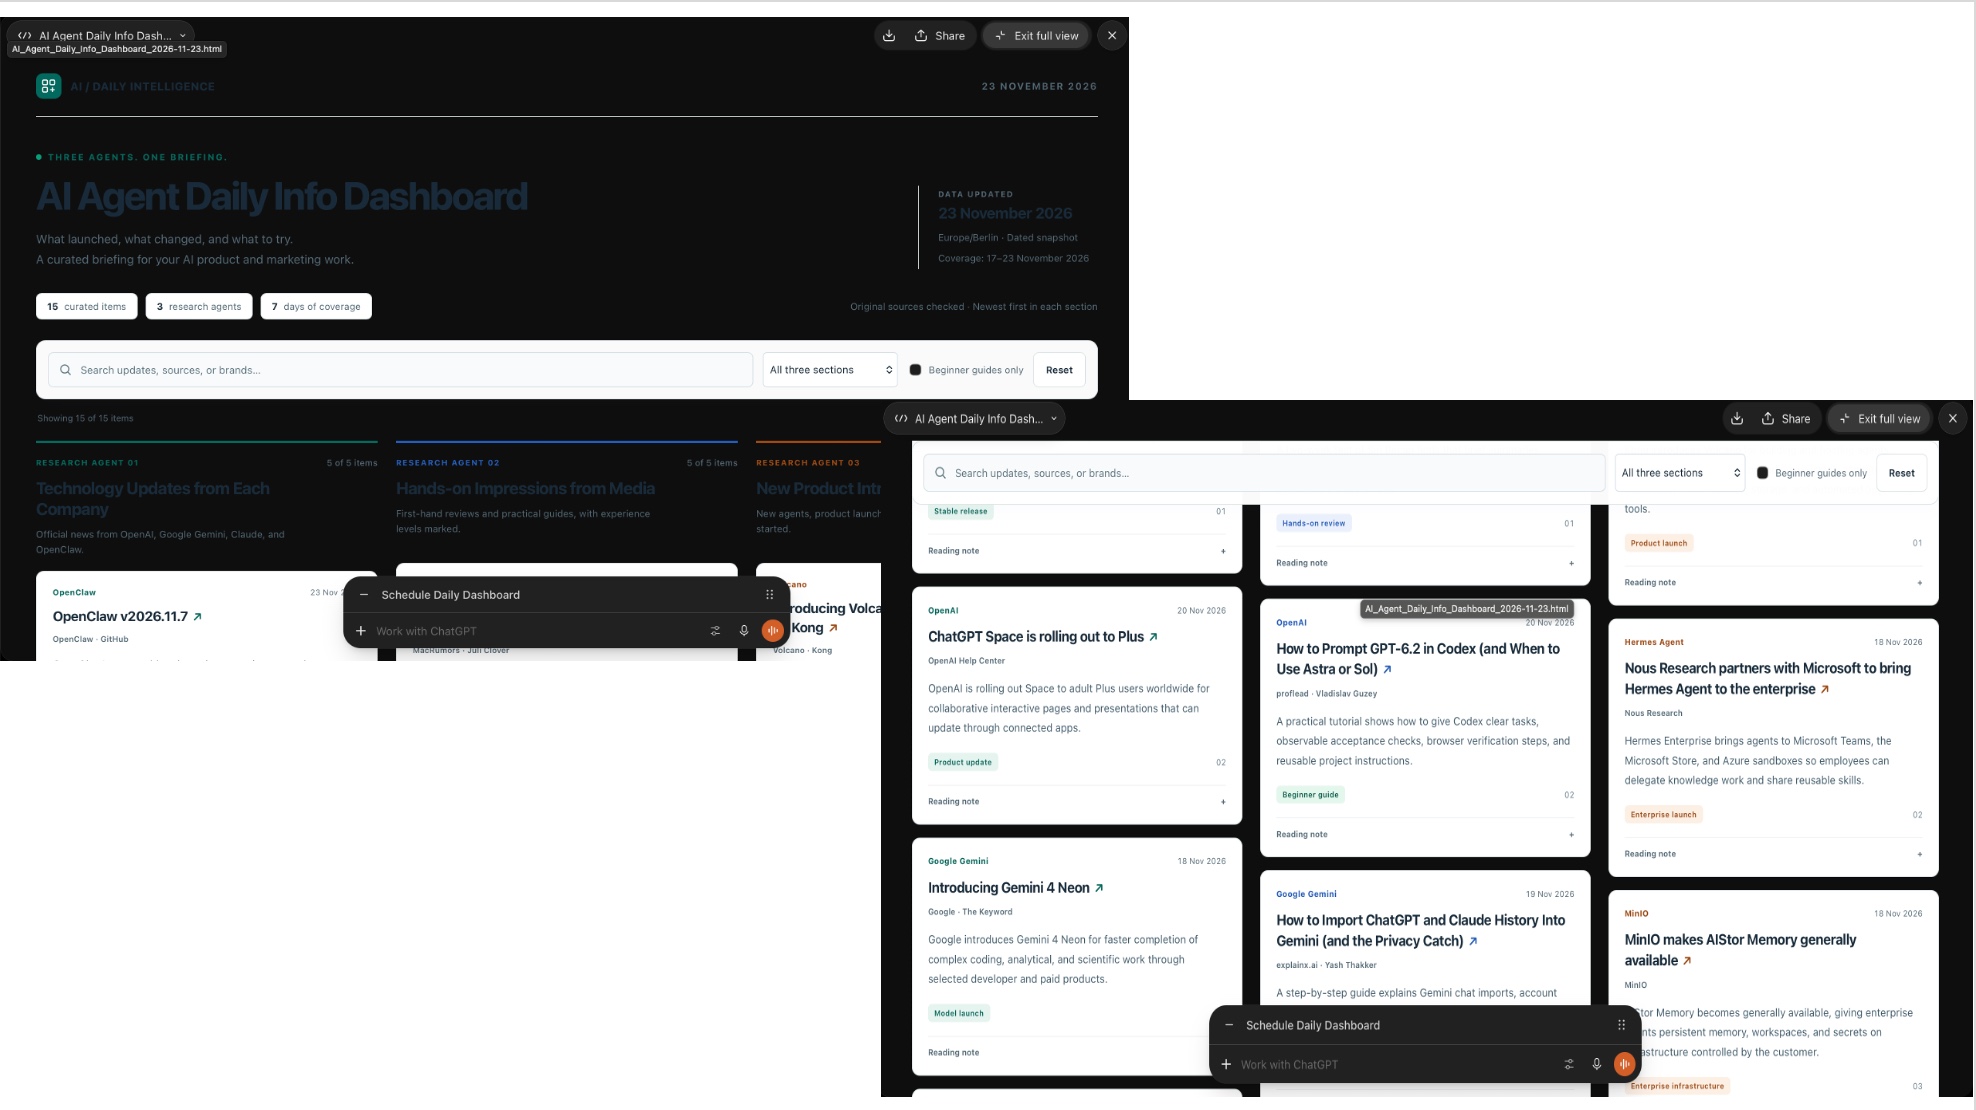 AI Agent Daily Info Dash...
AI_Agent_Daily_Info_Dashboard_2026-11-23.html
Share
Exit full view
AI / DAILY INTELLIGENCE
23 NOVEMBER 2026
THREE AGENTS. ONE BRIEFING.
AI Agent Daily Info Dashboard
What launched, what changed, and what to try.
A curated briefing for your AI product and marketing work.
DATA UPDATED
23 November 2026
Europe/Berlin · Dated snapshot
Coverage: 17–23 November 2026
15 curated items
3 research agents
7 days of coverage
Original sources checked · Newest first in each section
Search updates, sources, or brands...
All three sections
Beginner guides only
Reset
Showing 15 of 15 items
RESEARCH AGENT 01
5 of 5 items
Technology Updates from Each
Company
Official news from OpenAI, Google Gemini, Claude, and
OpenClaw.
OpenClaw
23 Nov 2
OpenClaw v2026.11.7
OpenClaw · GitHub
RESEARCH AGENT 02
5 of 5 items
Hands-on Impressions from Media
First-hand reviews and practical guides, with experience
levels marked.
MacRumors · Juli Clover
RESEARCH AGENT 03
New Product Intr
New agents, product launch
started.
cano
roducing Volca
Kong
Volcano · Kong
Schedule Daily Dashboard
Work with ChatGPT
AI Agent Daily Info Dash...
Share
Exit full view
Search updates, sources, or brands...
All three sections
Beginner guides only
Reset
Stable release
01
Reading note
+
OpenAI
20 Nov 2026
ChatGPT Space is rolling out to Plus
OpenAI Help Center
OpenAI is rolling out Space to adult Plus users worldwide for
collaborative interactive pages and presentations that can
update through connected apps.
Product update
02
Reading note
+
Google Gemini
18 Nov 2026
Introducing Gemini 4 Neon
Google · The Keyword
Google introduces Gemini 4 Neon for faster completion of
complex coding, analytical, and scientific work through
selected developer and paid products.
Model launch
Reading note
Hands-on review
01
Reading note
+
AI_Agent_Daily_Info_Dashboard_2026-11-23.html
OpenAI
20 Nov 2026
How to Prompt GPT-6.2 in Codex (and When to
Use Astra or Sol)
proflead · Vladislav Guzey
A practical tutorial shows how to give Codex clear tasks,
observable acceptance checks, browser verification steps, and
reusable project instructions.
Beginner guide
02
Reading note
+
Google Gemini
19 Nov 2026
How to Import ChatGPT and Claude History Into
Gemini (and the Privacy Catch)
explainx.ai · Yash Thakker
A step-by-step guide explains Gemini chat imports, account
tools.
Product launch
01
Reading note
+
Hermes Agent
18 Nov 2026
Nous Research partners with Microsoft to bring
Hermes Agent to the enterprise
Nous Research
Hermes Enterprise brings agents to Microsoft Teams, the
Microsoft Store, and Azure sandboxes so employees can
delegate knowledge work and share reusable skills.
Enterprise launch
02
Reading note
+
MinIO
18 Nov 2026
MinIO makes AIStor Memory generally
available
MinIO
Stor Memory becomes generally available, giving enterprise
nts persistent memory, workspaces, and secrets on
astructure controlled by the customer.
Enterprise infrastructure
03
Schedule Daily Dashboard
Work with ChatGPT